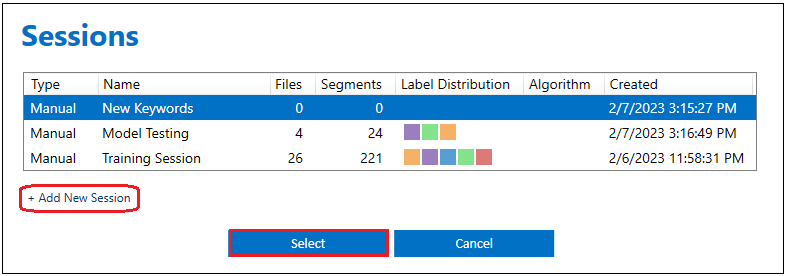 Sessions
Type Name Files Segments Label Distribution Algorithm Created
Manual New Keywords 0 0 2/7/2023 3:15:27 PM
Manual Model Testing 4 24 2/7/2023 3:16:49 PM
Manual Training Session 26 221 2/6/2023 11:58:31 PM
+ Add New Session
Select Cancel